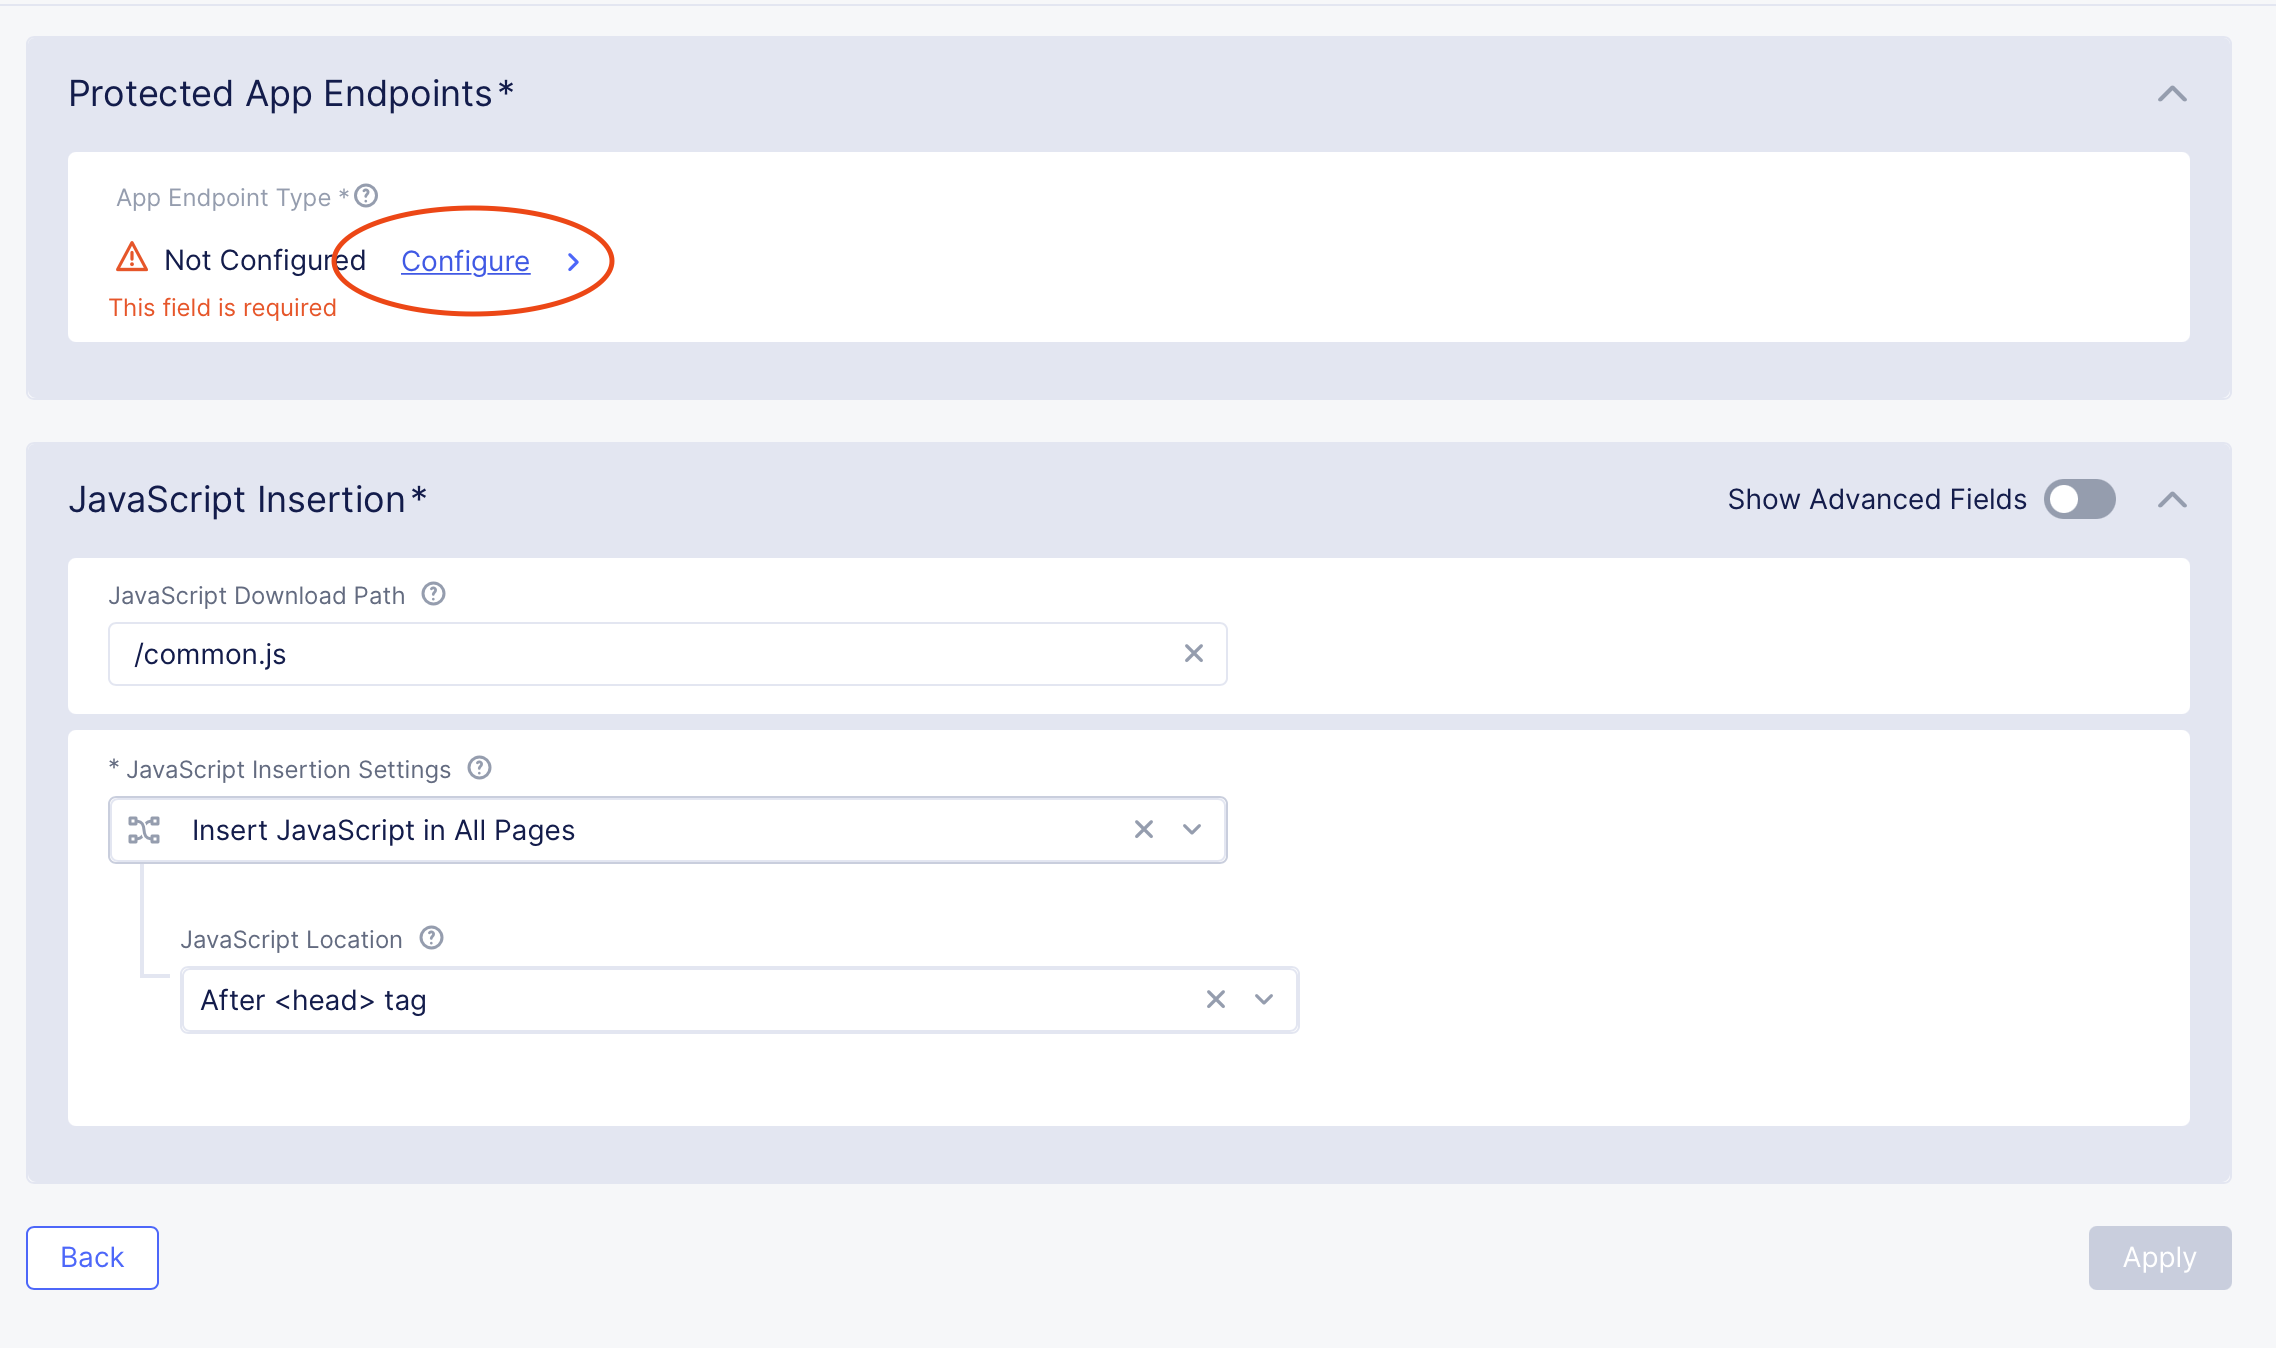 Protected App Endpoints*
App Endpoint Type *
Not Configured Configure
This field is required
JavaScript Insertion*
Show Advanced Fields
JavaScript Download Path
/common.js
* JavaScript Insertion Settings
Insert JavaScript in All Pages
JavaScript Location
After <head> tag
Back
Apply